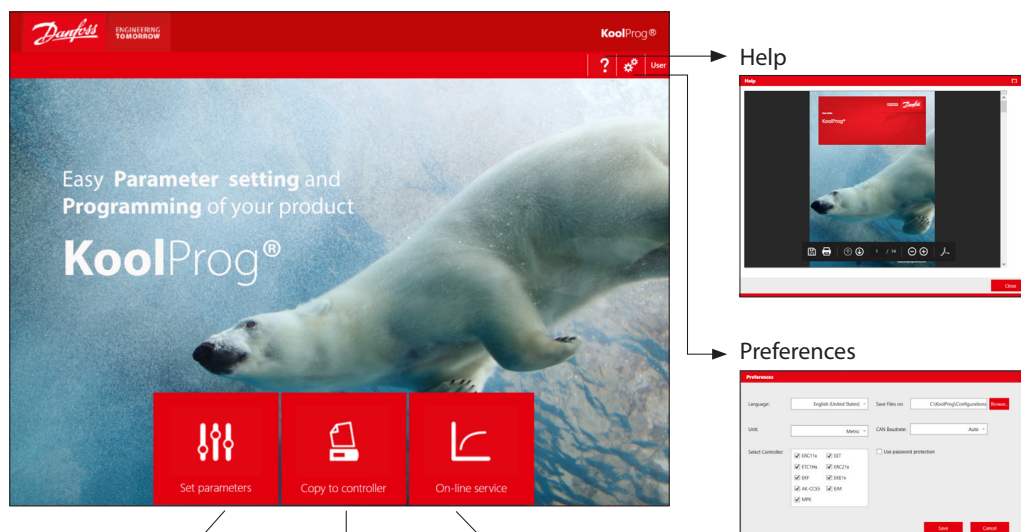 Danfoss
ENGINEERING
TOMORROW
KoolProg®
? User
Easy Parameter setting and
Programming of your product
KoolProg®
Set parameters
Copy to controller
On-line service
Help
Help
Danfoss
KoolProg®
1 / 14
Close
Preferences
Preferences
Language: English (United States) Save Files on: C:\KoolProg\Configurations Browse..
Unit: Metric CAN Baudrate: Auto
Select Controller: Use password protection
ERC11x EET
ETC1Hx ERC21x
EKF EKE1x
AK-CC55 EIM
MPK
Save Cancel